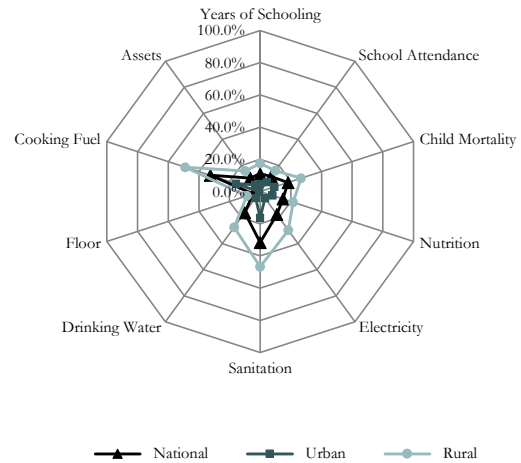 Years of Schooling
100.0%
Assets
School Attendance
80.0%
60.0%
40.0%
Cooking Fuel
Child Mortality
20.0%
0.0%
Floor
Nutrition
Drinking Water
Electricity
Sanitation
National
Urban
Rural